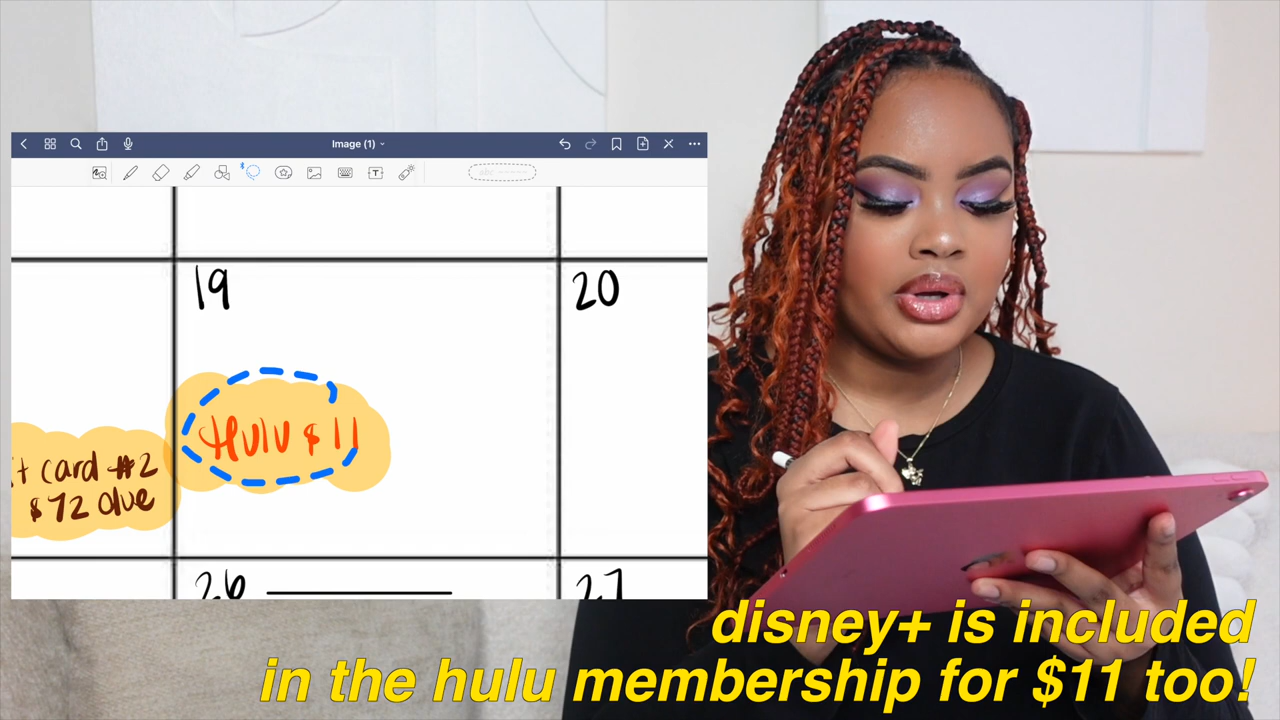 Image (1)
19
20
Hulu $11
it card #2
$72 due
26
27
disney+ is included
in the hulu membership for $11 too!